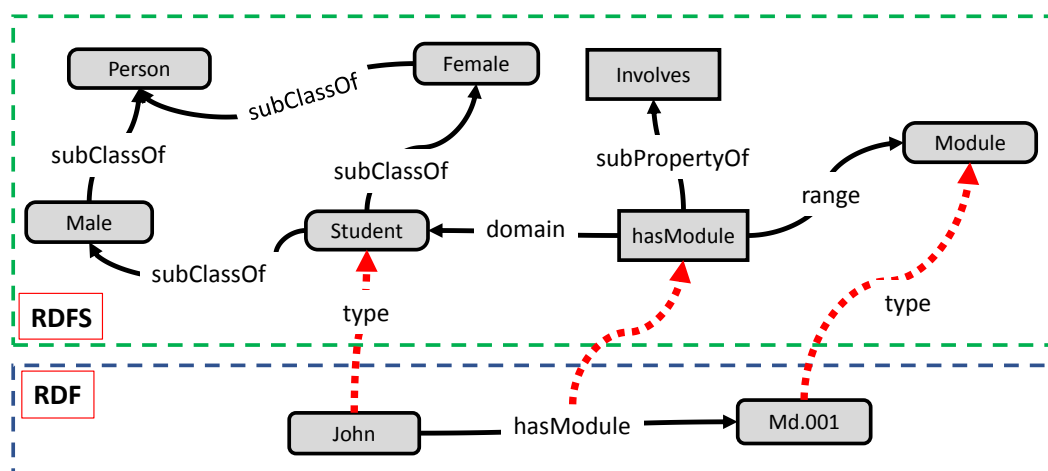 Person
Female
Involves
subClassOf
Module
subClassOf
subClassOf
subPropertyOf
range
Male
Student
domain
hasModule
subClassOf
type
type
RDFS
RDF
John
hasModule
Md.001